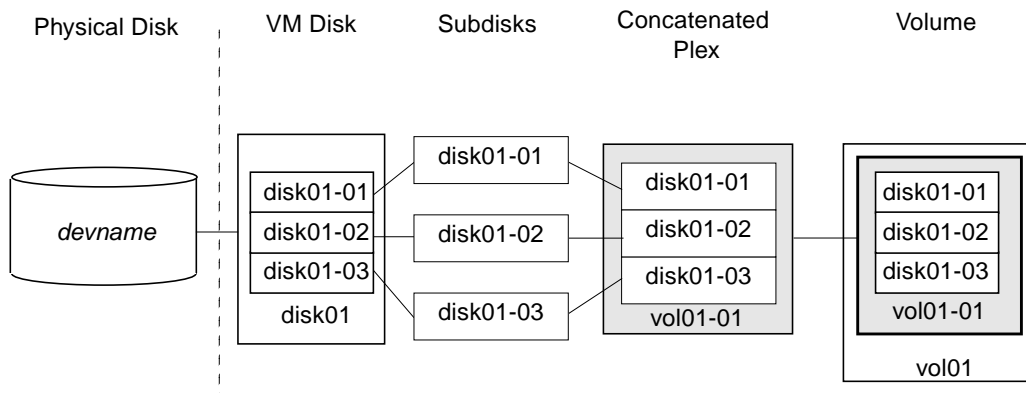 Physical Disk
VM Disk
Subdisks
Concatenated
Plex
Volume
devname
disk01-01
disk01-02
disk01-03
disk01
disk01-01
disk01-02
disk01-03
disk01-01
disk01-02
disk01-03
vol01-01
disk01-01
disk01-02
disk01-03
vol01-01
vol01